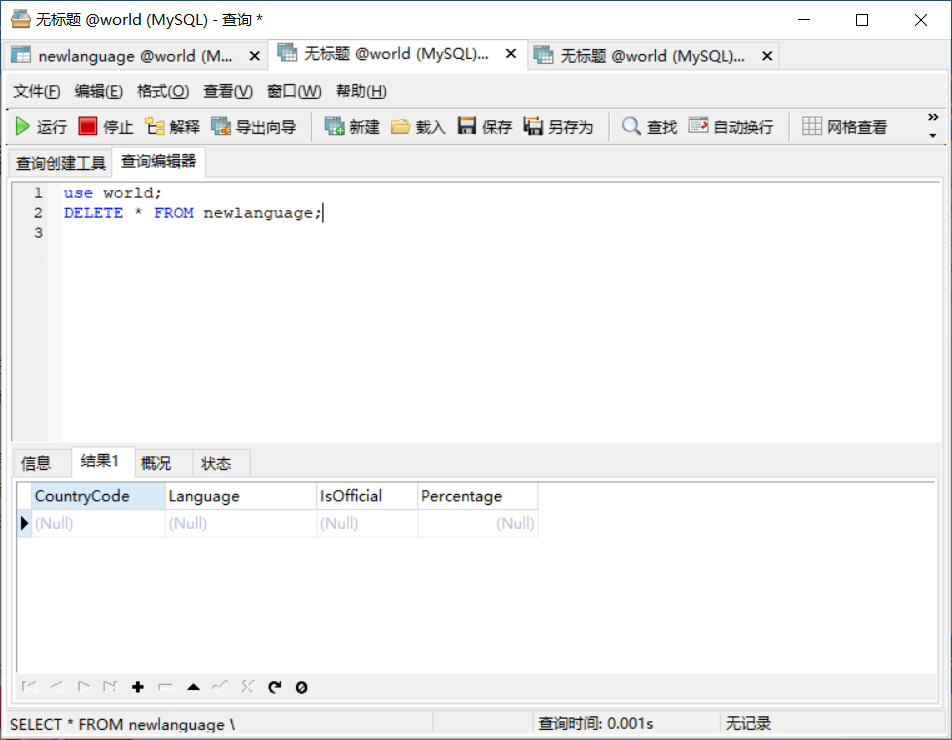 无标题 @world (MySQL) - 查询 *
newlanguage @world (M...
无标题 @world (MySQL)...
无标题 @world (MySQL)...
文件(F) 编辑(E) 格式(O) 查看(V) 窗口(W) 帮助(H)
运行 停止 解释 导出向导 新建 载入 保存 另存为 查找 自动换行 网格查看 »
查询创建工具 查询编辑器
1 use world;
2 DELETE * FROM newlanguage;
3
信息 结果1 概况 状态
CountryCode Language IsOfficial Percentage
(Null) (Null) (Null) (Null)
SELECT * FROM newlanguage \ 查询时间: 0.001s 无记录